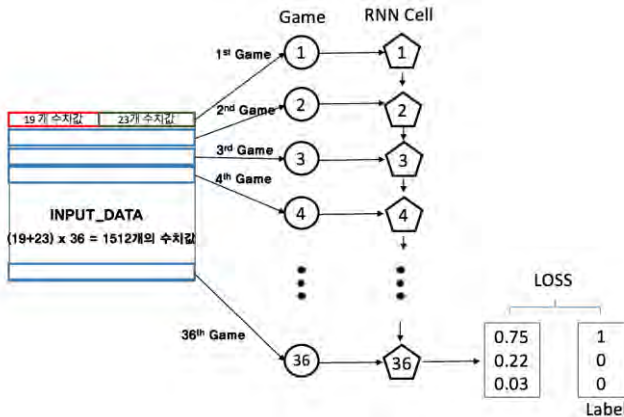 Game
RNN Cell
1st Game
1
1
19개 수치값
23개 수치값
2nd Game
2
2
3rd Game
3
3
4th Game
4
4
INPUT_DATA
(19+23) x 36 = 1512개의 수치값
36th Game
36
36
LOSS
0.75
1
0.22
0
0.03
0
Label